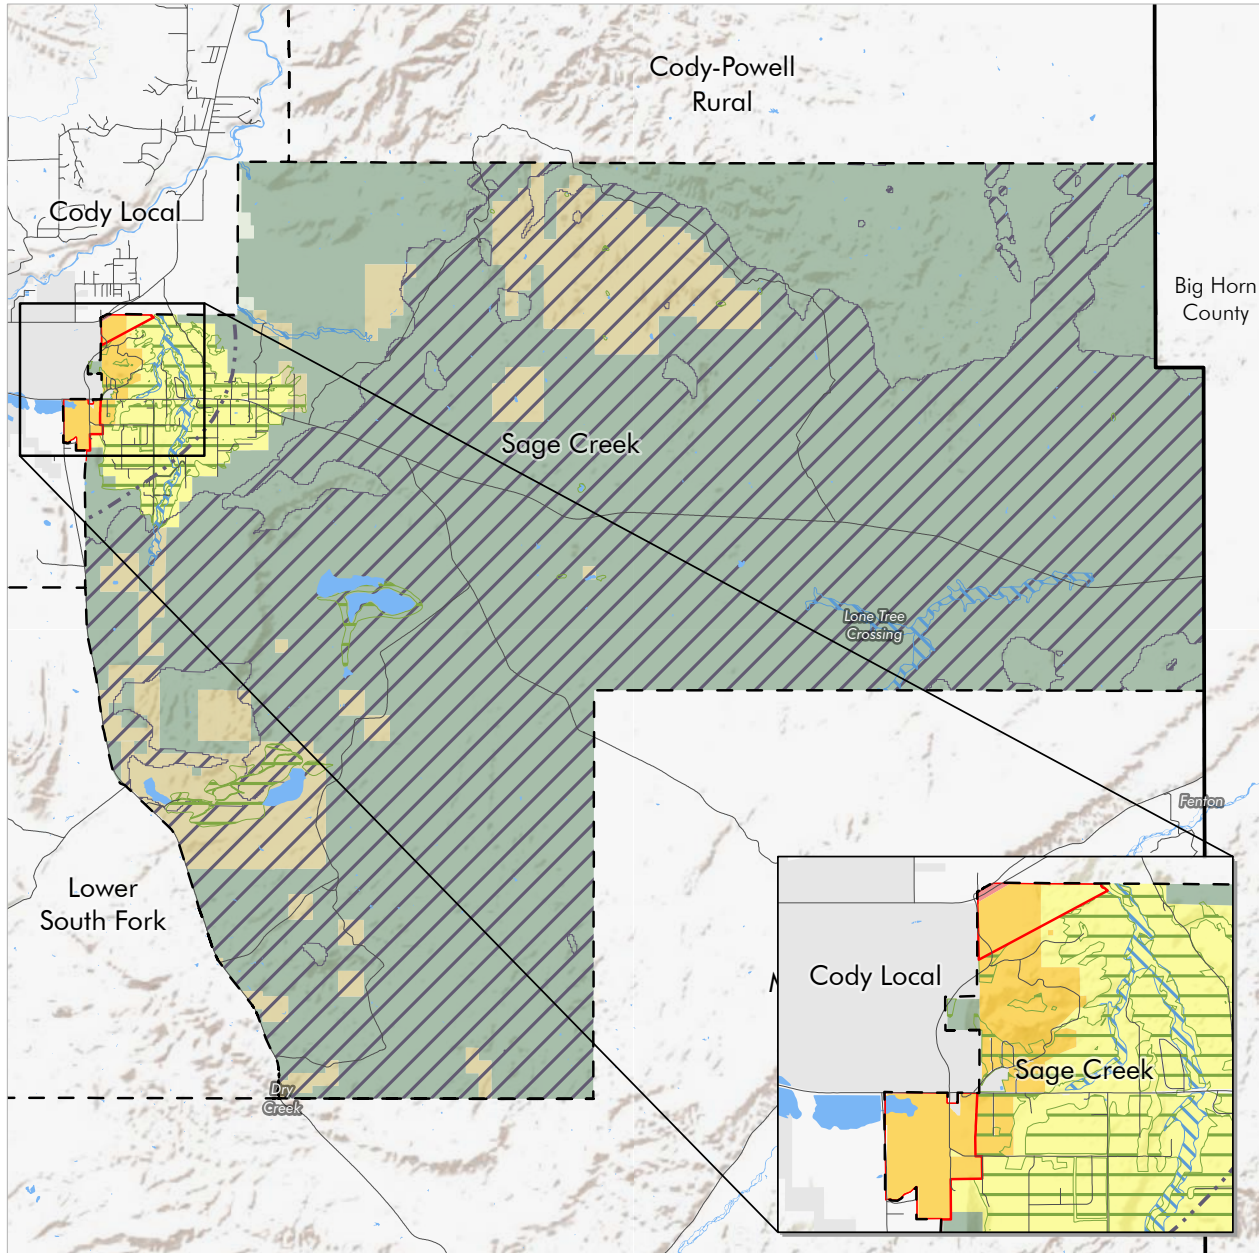 Cody-Powell
Rural
Cody Local
Big Horn
County
Sage Creek
Lone Tree
Crossing
Fenton
Lower
South Fork
Cody Local
Sage Creek
Dry
Creek